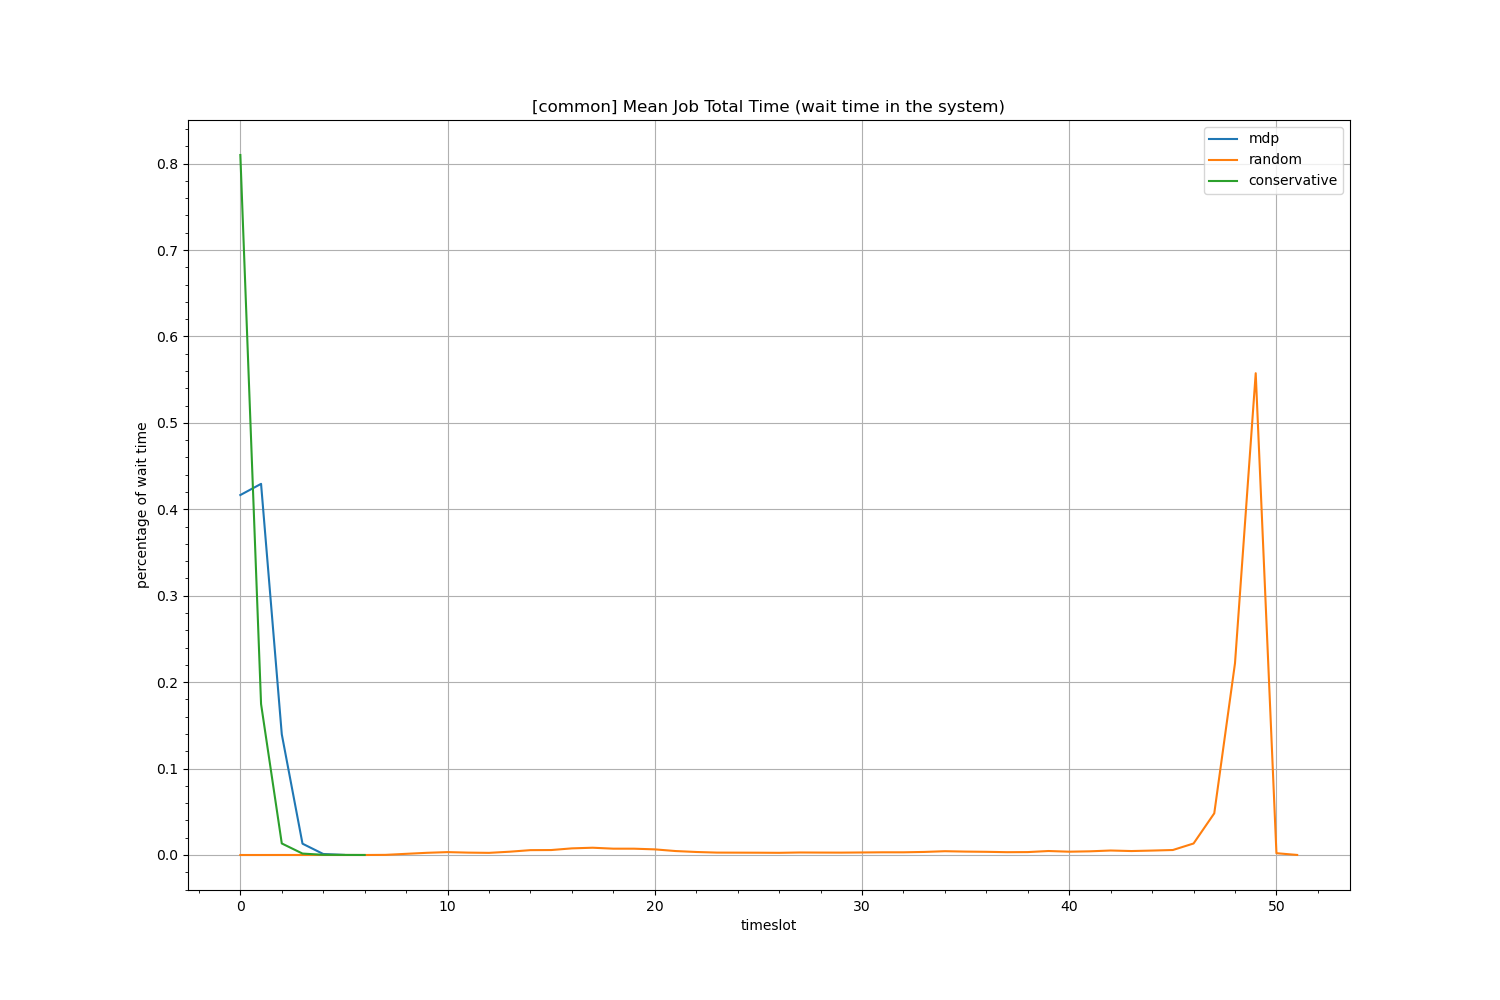 [common] Mean Job Total Time (wait time in the system)
mdp
random
conservative
percentage of wait time
0.8
0.7
0.6
0.5
0.4
0.3
0.2
0.1
0.0
0 10 20 30 40 50
timeslot